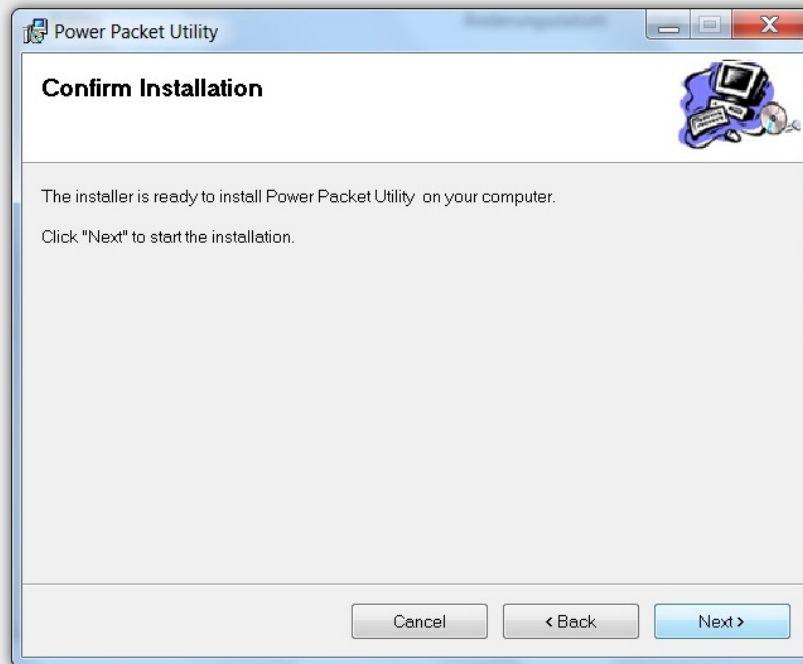 Power Packet Utility
Änderungsdatum
Confirm Installation
The installer is ready to install Power Packet Utility on your computer.
Click "Next" to start the installation.
Cancel
< Back
Next >